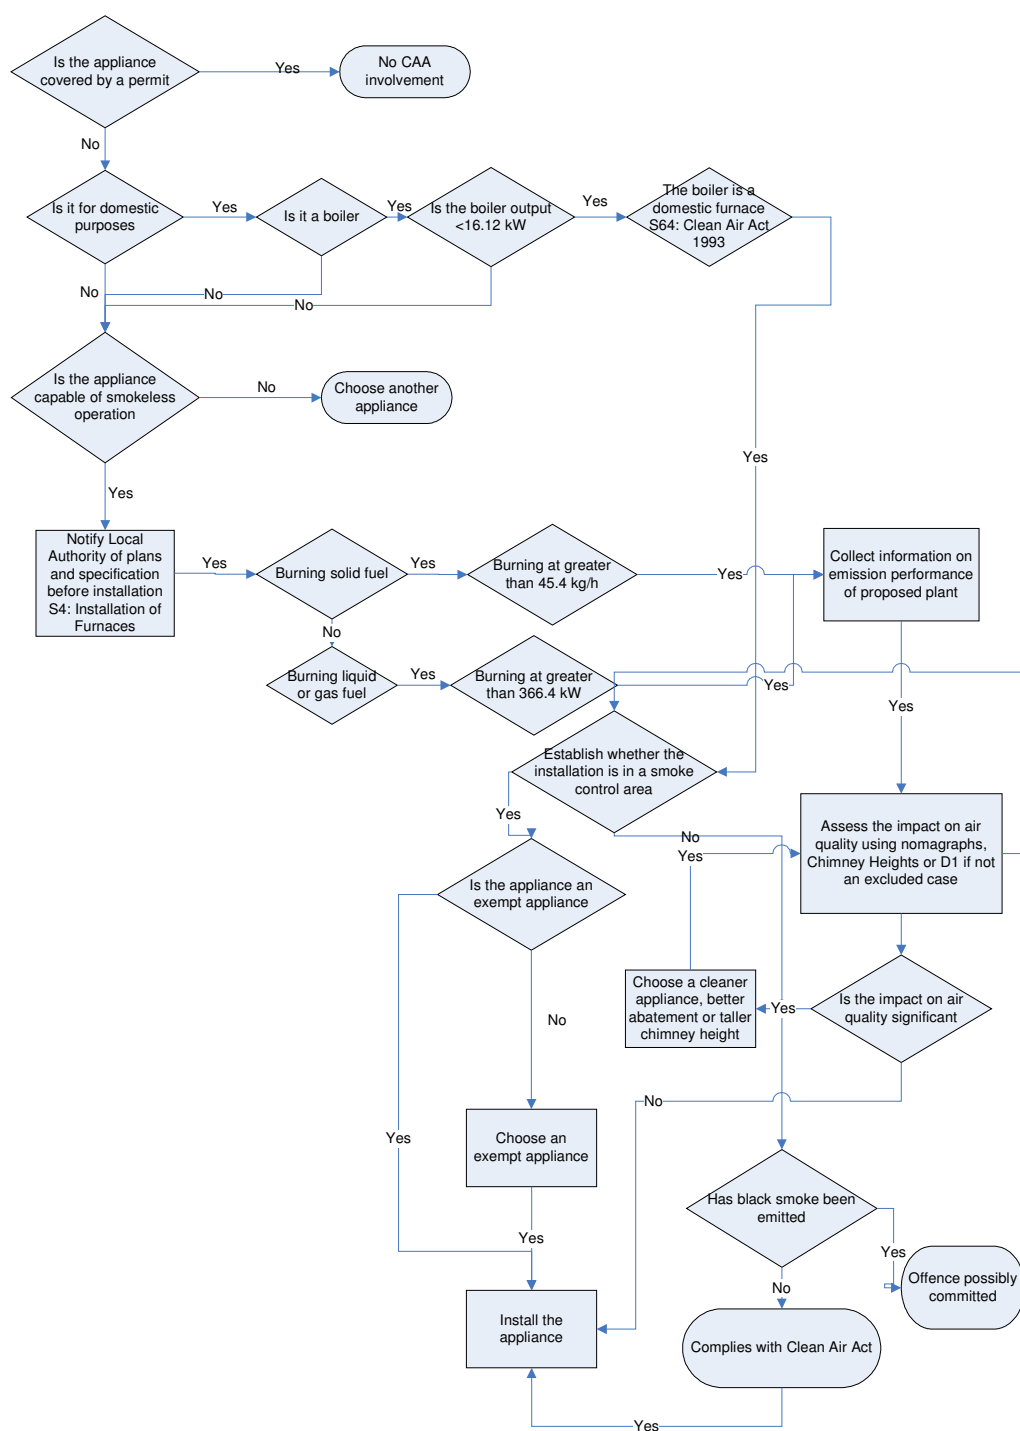 Is the appliance
covered by a permit
Yes
No CAA
involvement
No
Is it for domestic
purposes
Yes
Is it a boiler
Yes
Is the boiler output
<16.12 kW
Yes
The boiler is a
domestic furnace
S64: Clean Air Act
1993
No
No
No
Is the appliance
capable of smokeless
operation
No
Choose another
appliance
Yes
Yes
Notify Local
Authority of plans
and specification
before installation
S4: Installation of
Furnaces
Yes
Burning solid fuel
Yes
Burning at greater
than 45.4 kg/h
Yes
Collect information on
emission performance
of proposed plant
No
Burning liquid
or gas fuel
Yes
Burning at greater
than 366.4 kW
Yes
Yes
Establish whether the
installation is in a smoke
control area
Yes
No
Yes
Assess the impact on air
quality using nomagraphs,
Chimney Heights or D1 if not
an excluded case
Is the appliance an
exempt appliance
Choose a cleaner
appliance, better
abatement or taller
chimney height
Yes
Is the impact on air
quality significant
No
No
Yes
Choose an
exempt appliance
Has black smoke been
emitted
Yes
Yes
Offence possibly
committed
No
Install the
appliance
Complies with Clean Air Act
Yes